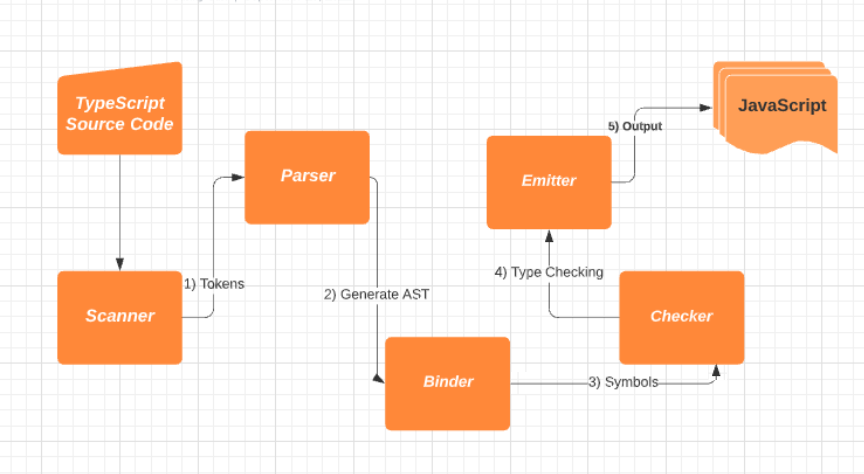 TypeScript
Source Code
Parser
Scanner
1) Tokens
2) Generate AST
Binder
3) Symbols
Checker
4) Type Checking
Emitter
5) Output
JavaScript